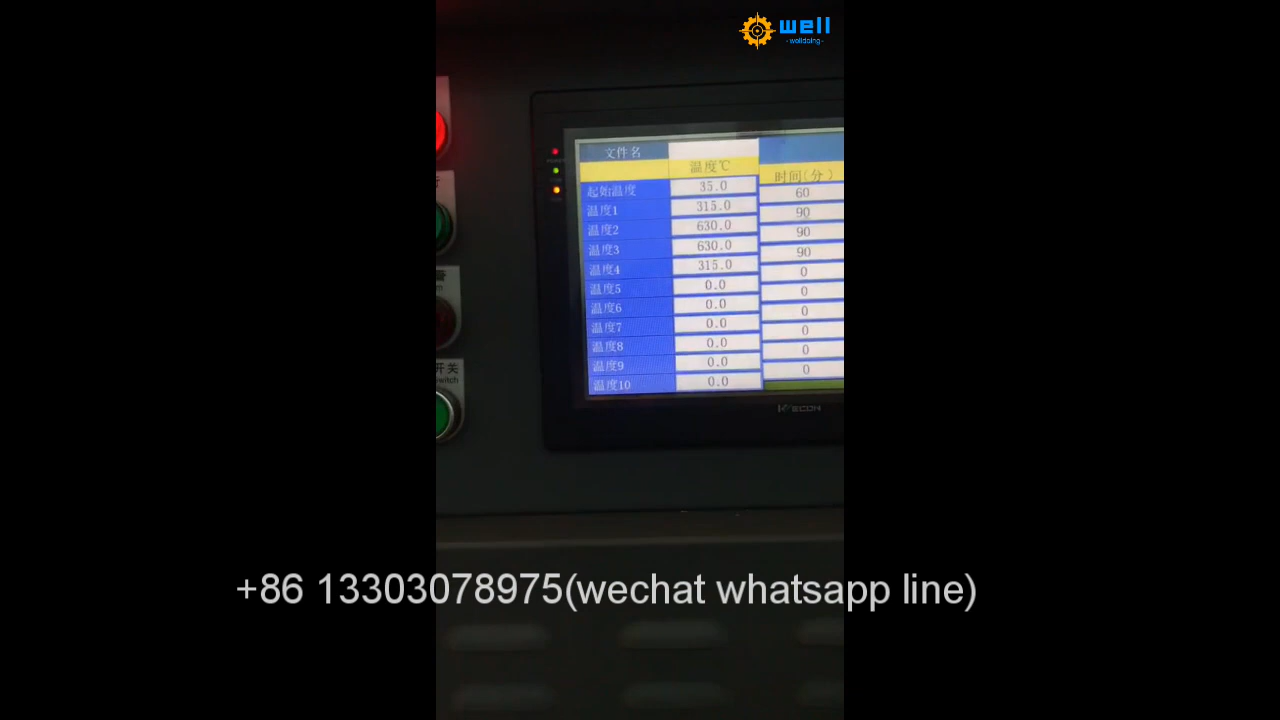 well
-welldoing-
文件名
温度℃
时间(分)
起始温度 35.0 60
温度1 315.0 90
温度2 630.0 90
温度3 630.0 90
温度4 315.0 0
温度5 0.0 0
温度6 0.0 0
温度7 0.0 0
温度8 0.0 0
温度9 0.0 0
温度10 0.0
开关
witch
+86 13303078975(wechat whatsapp line)